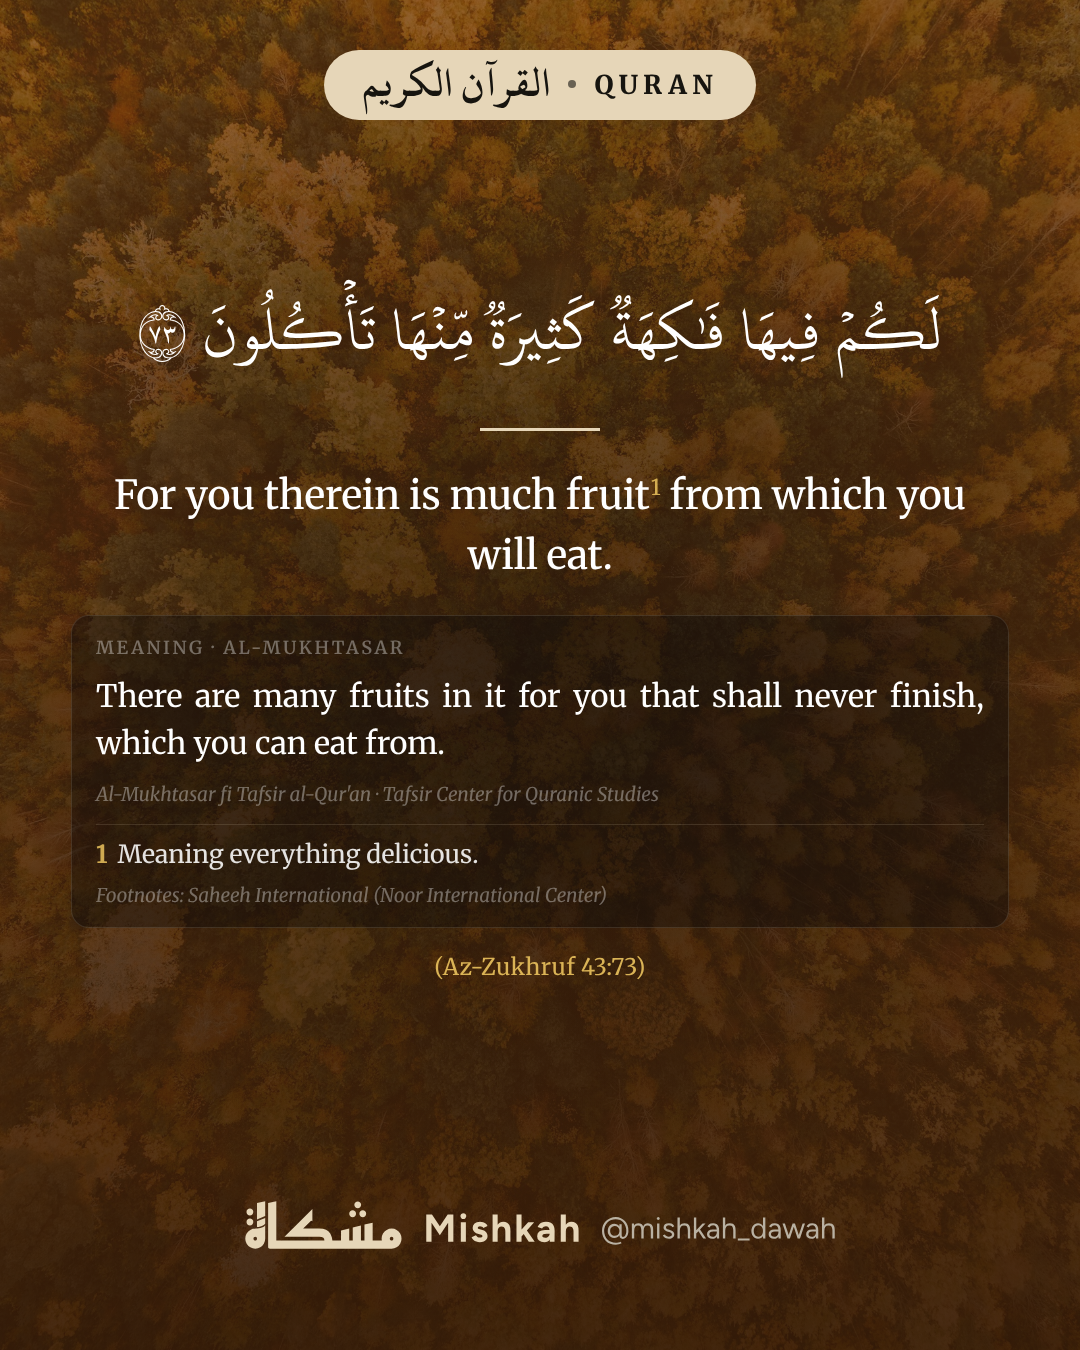 القرآن الكريم • QURAN
لَكُمۡ فِيهَا فَٰكِهَةٞ كَثِيرَةٞ مِّنۡهَا تَأۡكُلُونَ ٧٣
For you therein is much fruit1 from which you
will eat.
MEANING · AL-MUKHTASAR
There are many fruits in it for you that shall never finish,
which you can eat from.
Al-Mukhtasar fi Tafsir al-Qur'an · Tafsir Center for Quranic Studies
1 Meaning everything delicious.
Footnotes: Saheeh International (Noor International Center)
(Az-Zukhruf 43:73)
مشكاة Mishkah @mishkah_dawah